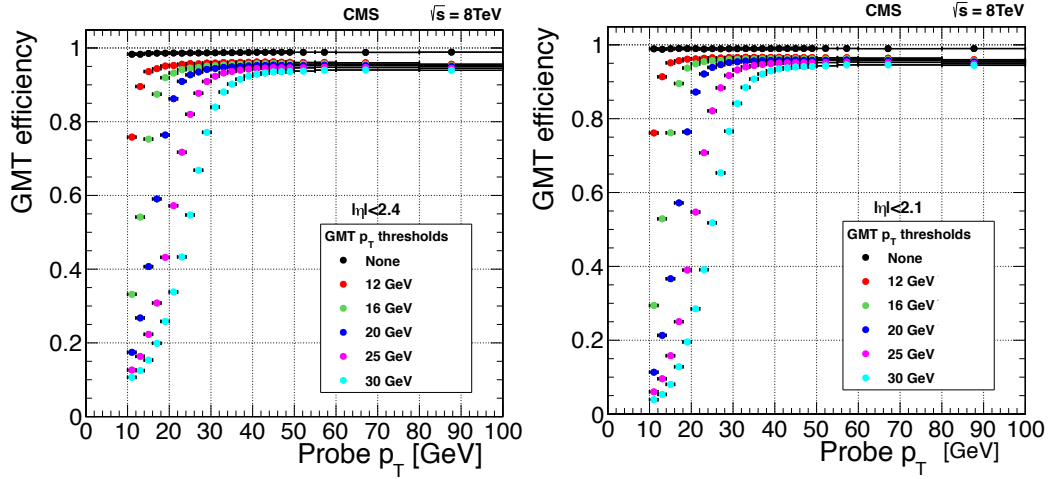 CMS √s = 8TeV
GMT efficiency
1
0.8
0.6
0.4
0.2
0
|η|<2.4
GMT p_T thresholds
None
12 GeV
16 GeV
20 GeV
25 GeV
30 GeV
0 10 20 30 40 50 60 70 80 90 100
Probe p_T [GeV]
CMS √s = 8TeV
GMT efficiency
1
0.8
0.6
0.4
0.2
0
|η|<2.1
GMT p_T thresholds
None
12 GeV
16 GeV
20 GeV
25 GeV
30 GeV
0 10 20 30 40 50 60 70 80 90 100
Probe p_T [GeV]